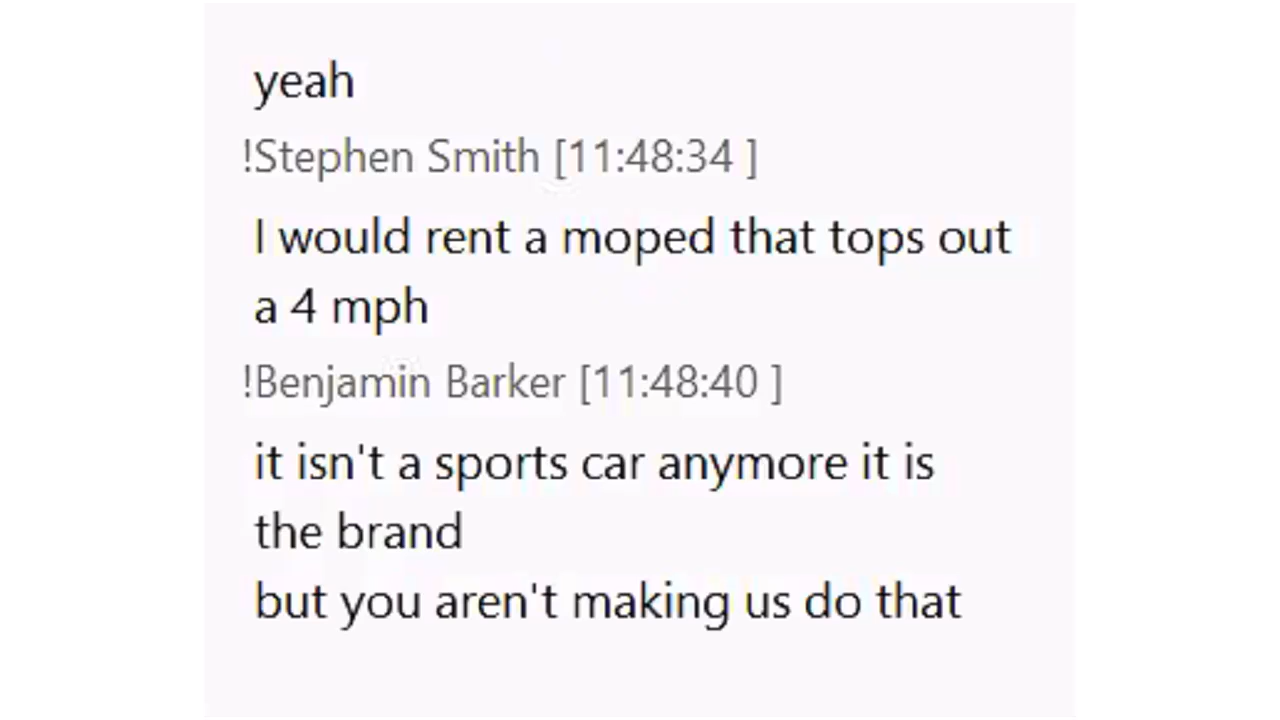 yeah
!Stephen Smith [11:48:34 ]
I would rent a moped that tops out
a 4 mph
!Benjamin Barker [11:48:40 ]
it isn't a sports car anymore it is
the brand
but you aren't making us do that